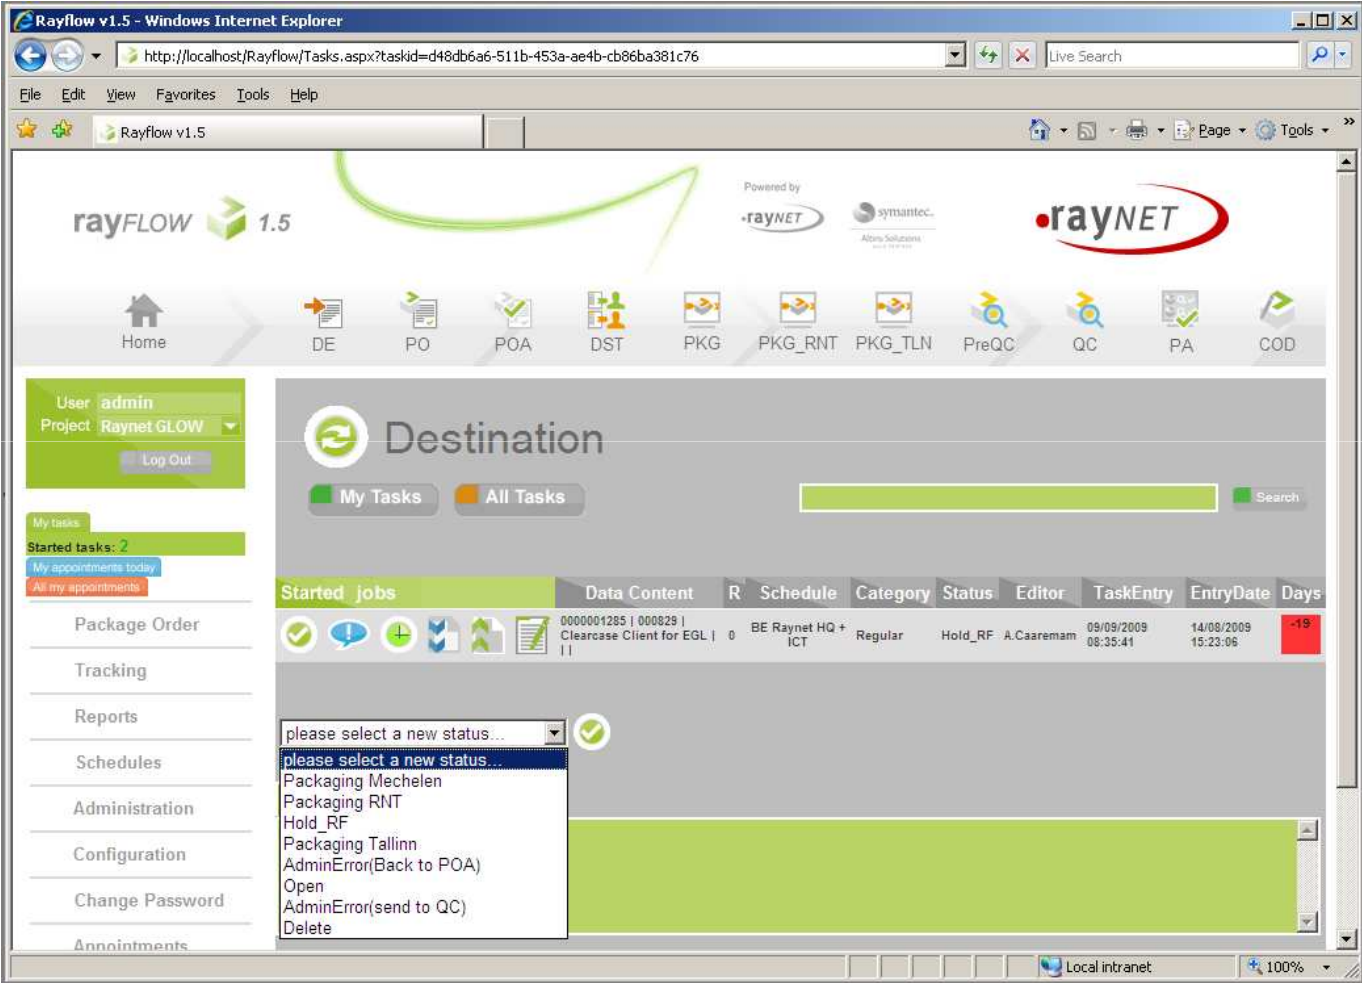 Rayflow v1.5 - Windows Internet Explorer
http://localhost/Rayflow/Tasks.aspx?taskid=d48db6a6-511b-453a-ae4b-cb86ba381c76
Live Search
File Edit View Favorites Tools Help
Rayflow v1.5
Page Tools »
rayFLOW 1.5
Powered by
raynet
symantec.
Altiris Solutions
rayNET
Home DE PO POA DST PKG PKG_RNT PKG_TLN PreQC QC PA COD
User admin
Project Raynet GLOW
Log Out
My tasks
Started tasks: 2
My appointments today
All my appointments
Package Order
Tracking
Reports
Schedules
Administration
Configuration
Change Password
Appointments
Destination
My Tasks All Tasks Search
Started jobs Data Content R Schedule Category Status Editor TaskEntry EntryDate Days
0000001285 | 000829 |
Clearcase Client for EGL |
| |
0
BE Raynet HQ +
ICT
Regular
Hold_RF
A.Caaremam
09/09/2009
08:35:41
14/08/2009
15:23:06
-19
please select a new status...
please select a new status...
Packaging Mechelen
Packaging RNT
Hold_RF
Packaging Tallinn
AdminError(Back to POA)
Open
AdminError(send to QC)
Delete
Local intranet 100%